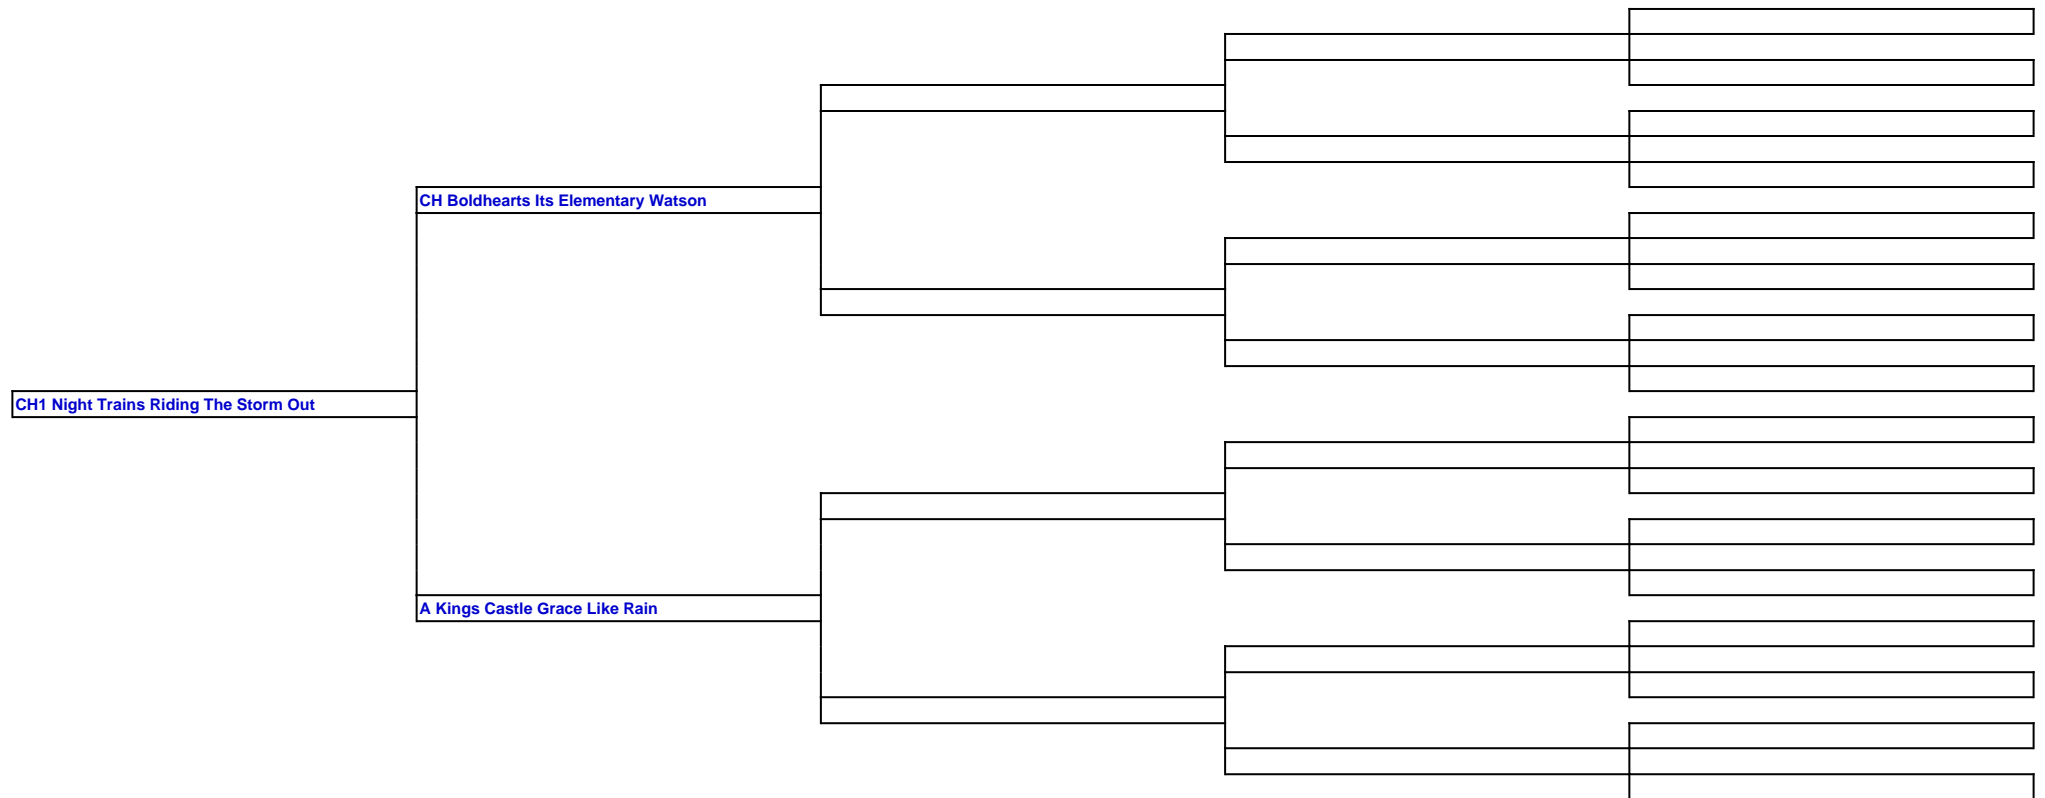 CH Boldhearts Its Elementary Watson
CH1 Night Trains Riding The Storm Out
A Kings Castle Grace Like Rain